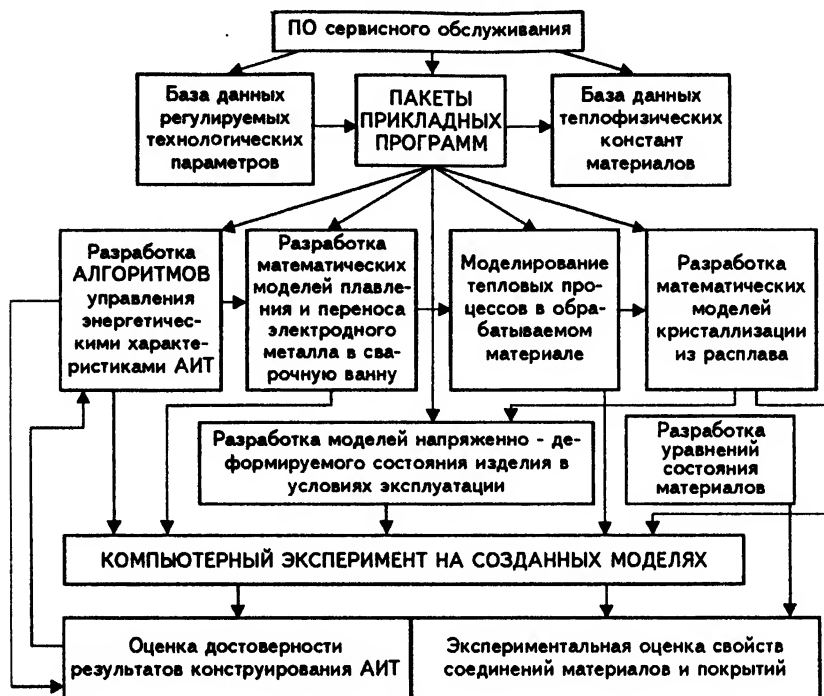 ПО сервисного обслуживания
База данных
регулируемых
технологических
параметров
ПАКЕТЫ
ПРИКЛАДНЫХ
ПРОГРАММ
База данных
теплофизических
констант
материалов
Разработка
АЛГОРИТМОВ
управления
энергетичес-
кими характе-
ристиками АИТ
Разработка
математических
моделей плавле-
ния и переноса
электродного
металла в сва-
рочную ванну
Моделирование
тепловых про-
цессов в обра-
батываемом
материале
Разработка
математических
моделей
кристаллизации
из расплава
Разработка моделей напряженно - де-
формируемого состояния изделия в
условиях эксплуатации
Разработка
уравнений
состояния
материалов
КОМПЬЮТЕРНЫЙ ЭКСПЕРИМЕНТ НА СОЗДАННЫХ МОДЕЛЯХ
Оценка достоверности
результатов конструирования АИТ
Экспериментальная оценка свойств
соединений материалов и покрытий